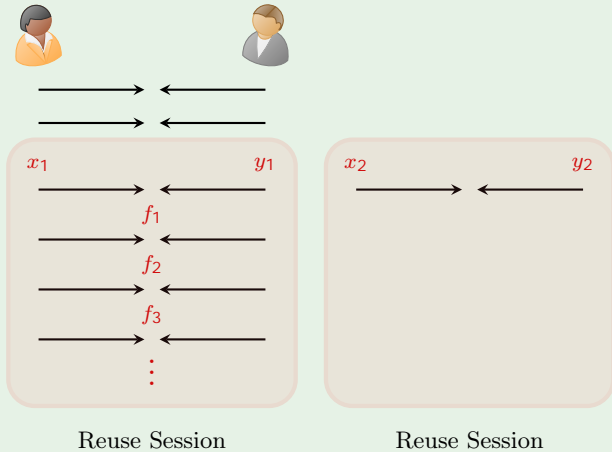 x₁ y₁
f₁
f₂
f₃
⋮
Reuse Session
x₂ y₂
Reuse Session